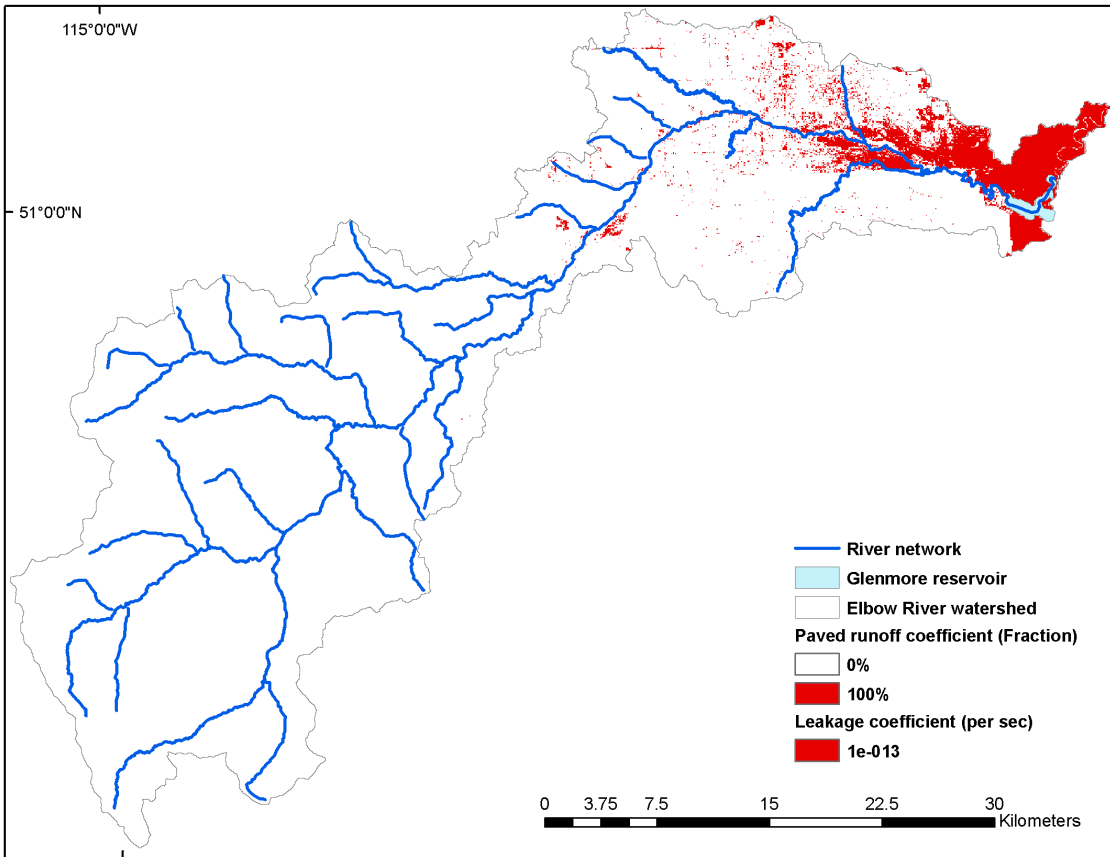 115°0'0"W
51°0'0"N
River network
Glenmore reservoir
Elbow River watershed
Paved runoff coefficient (Fraction)
0%
100%
Leakage coefficient (per sec)
1e-013
0 3.75 7.5 15 22.5 30
Kilometers